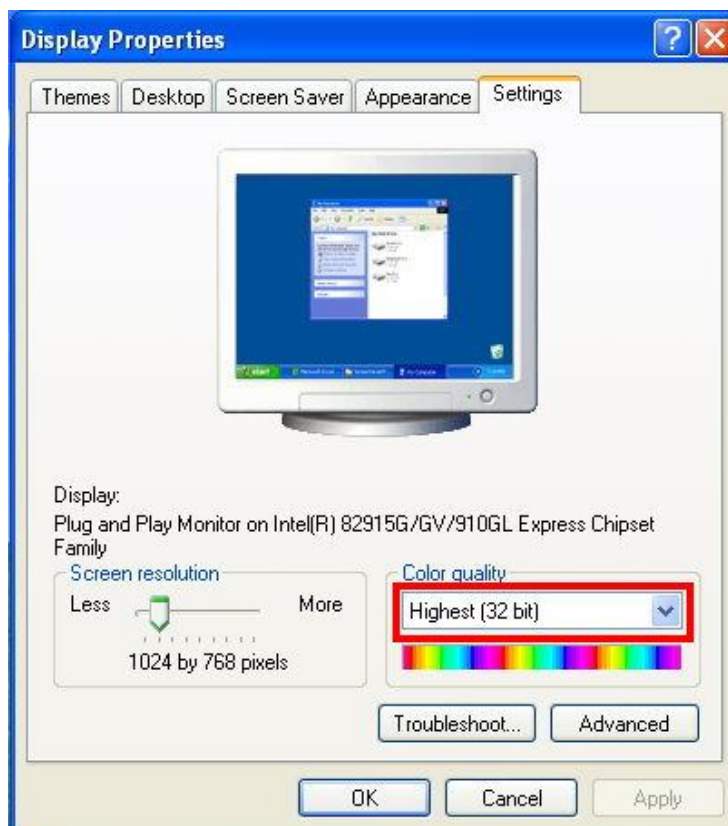 Display Properties
?
Themes Desktop Screen Saver Appearance Settings
start
Display:
Plug and Play Monitor on Intel(R) 82915G/GV/910GL Express Chipset
Family
Screen resolution
Less More
1024 by 768 pixels
Color quality
Highest (32 bit)
Troubleshoot... Advanced
OK Cancel Apply